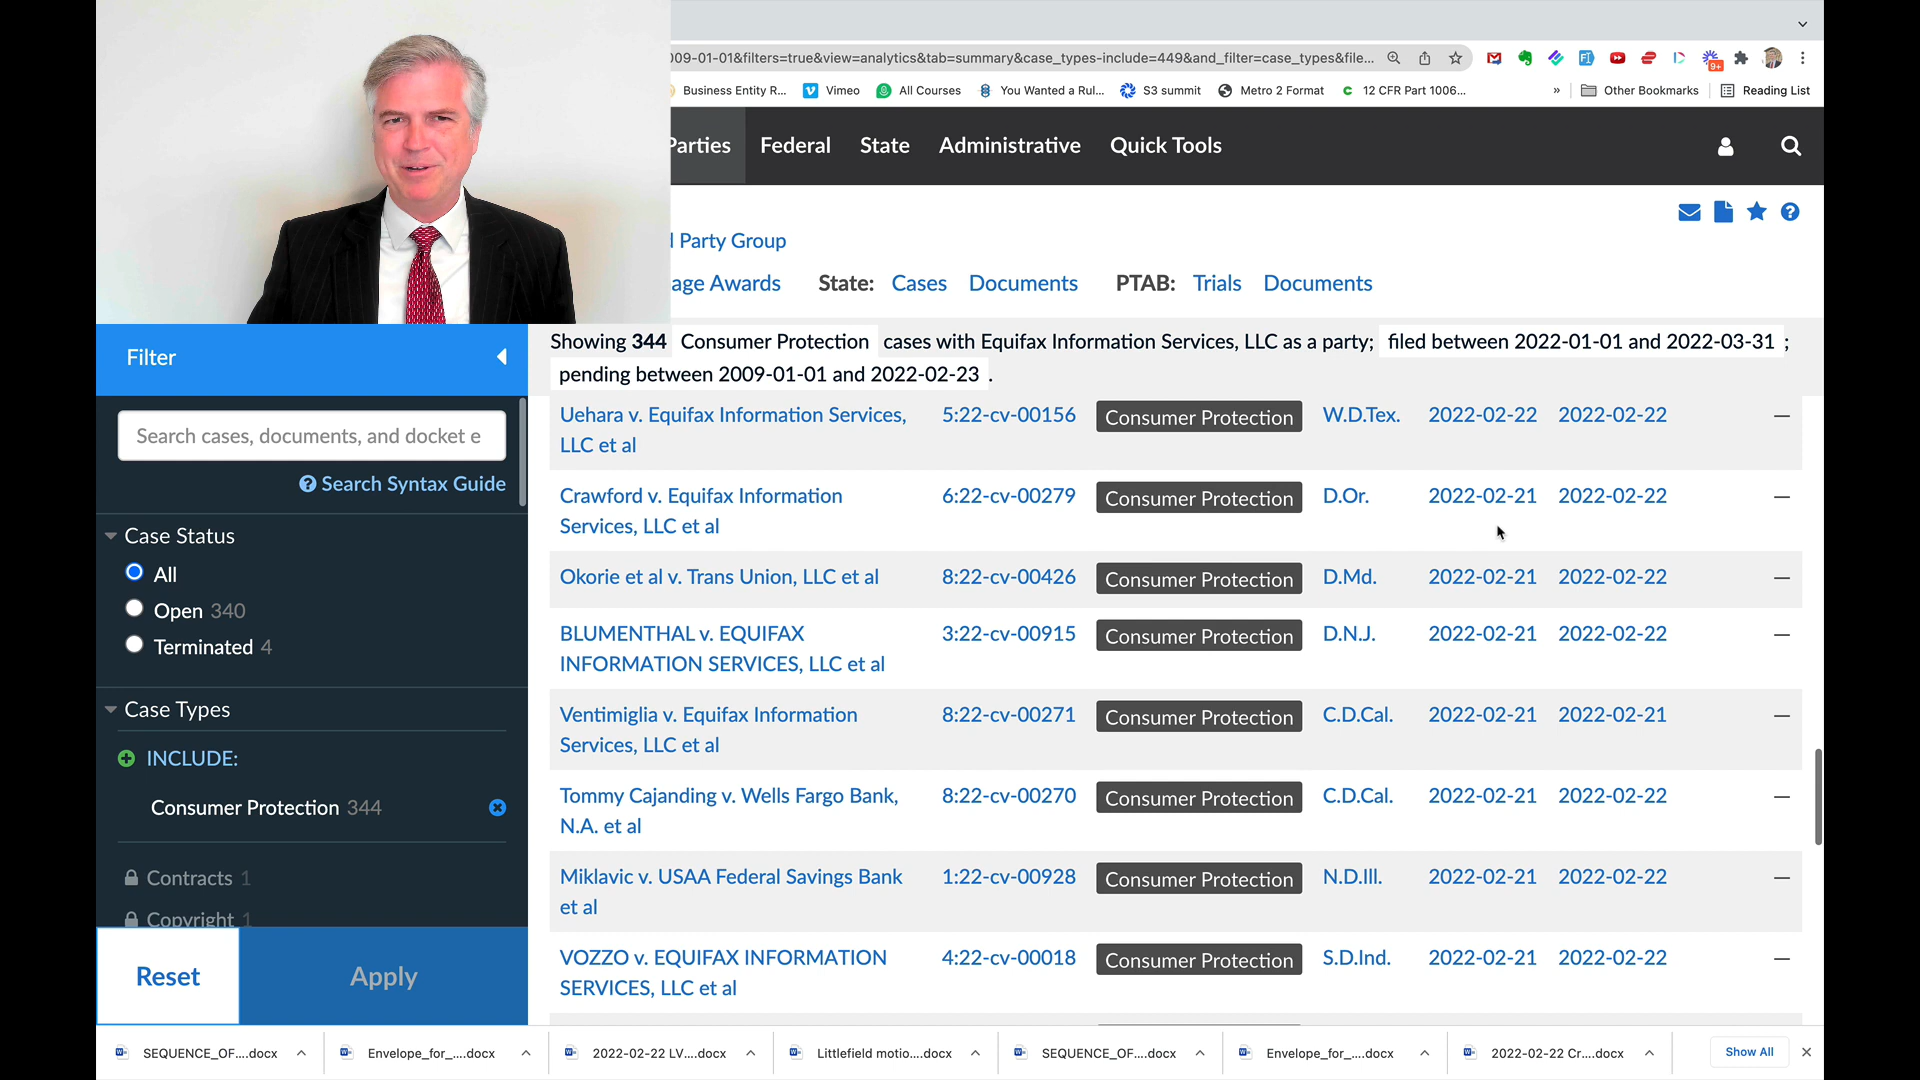 009-01-01&filters=true&view=analytics&tab=summary&case_types-include=449&and_filter=case_types&file...
9+
Business Entity R... Vimeo All Courses You Wanted a Rul... S3 summit Metro 2 Format 12 CFR Part 1006... » Other Bookmarks Reading List
Parties Federal State Administrative Quick Tools
l Party Group
age Awards State: Cases Documents PTAB: Trials Documents
Filter
Showing 344 Consumer Protection cases with Equifax Information Services, LLC as a party; filed between 2022-01-01 and 2022-03-31 ;
pending between 2009-01-01 and 2022-02-23 .
Search cases, documents, and docket e
Search Syntax Guide
Case Status
All
Open 340
Terminated 4
Case Types
INCLUDE:
Consumer Protection 344
Contracts 1
Copyright 1
Reset Apply
Uehara v. Equifax Information Services, 5:22-cv-00156 Consumer Protection W.D.Tex. 2022-02-22 2022-02-22 —
LLC et al
Crawford v. Equifax Information 6:22-cv-00279 Consumer Protection D.Or. 2022-02-21 2022-02-22 —
Services, LLC et al
Okorie et al v. Trans Union, LLC et al 8:22-cv-00426 Consumer Protection D.Md. 2022-02-21 2022-02-22 —
BLUMENTHAL v. EQUIFAX 3:22-cv-00915 Consumer Protection D.N.J. 2022-02-21 2022-02-22 —
INFORMATION SERVICES, LLC et al
Ventimiglia v. Equifax Information 8:22-cv-00271 Consumer Protection C.D.Cal. 2022-02-21 2022-02-21 —
Services, LLC et al
Tommy Cajanding v. Wells Fargo Bank, 8:22-cv-00270 Consumer Protection C.D.Cal. 2022-02-21 2022-02-22 —
N.A. et al
Miklavic v. USAA Federal Savings Bank 1:22-cv-00928 Consumer Protection N.D.Ill. 2022-02-21 2022-02-22 —
et al
VOZZO v. EQUIFAX INFORMATION 4:22-cv-00018 Consumer Protection S.D.Ind. 2022-02-21 2022-02-22 —
SERVICES, LLC et al
SEQUENCE_OF....docx Envelope_for_....docx 2022-02-22 LV....docx Littlefield motio....docx SEQUENCE_OF....docx Envelope_for_....docx 2022-02-22 Cr....docx Show All